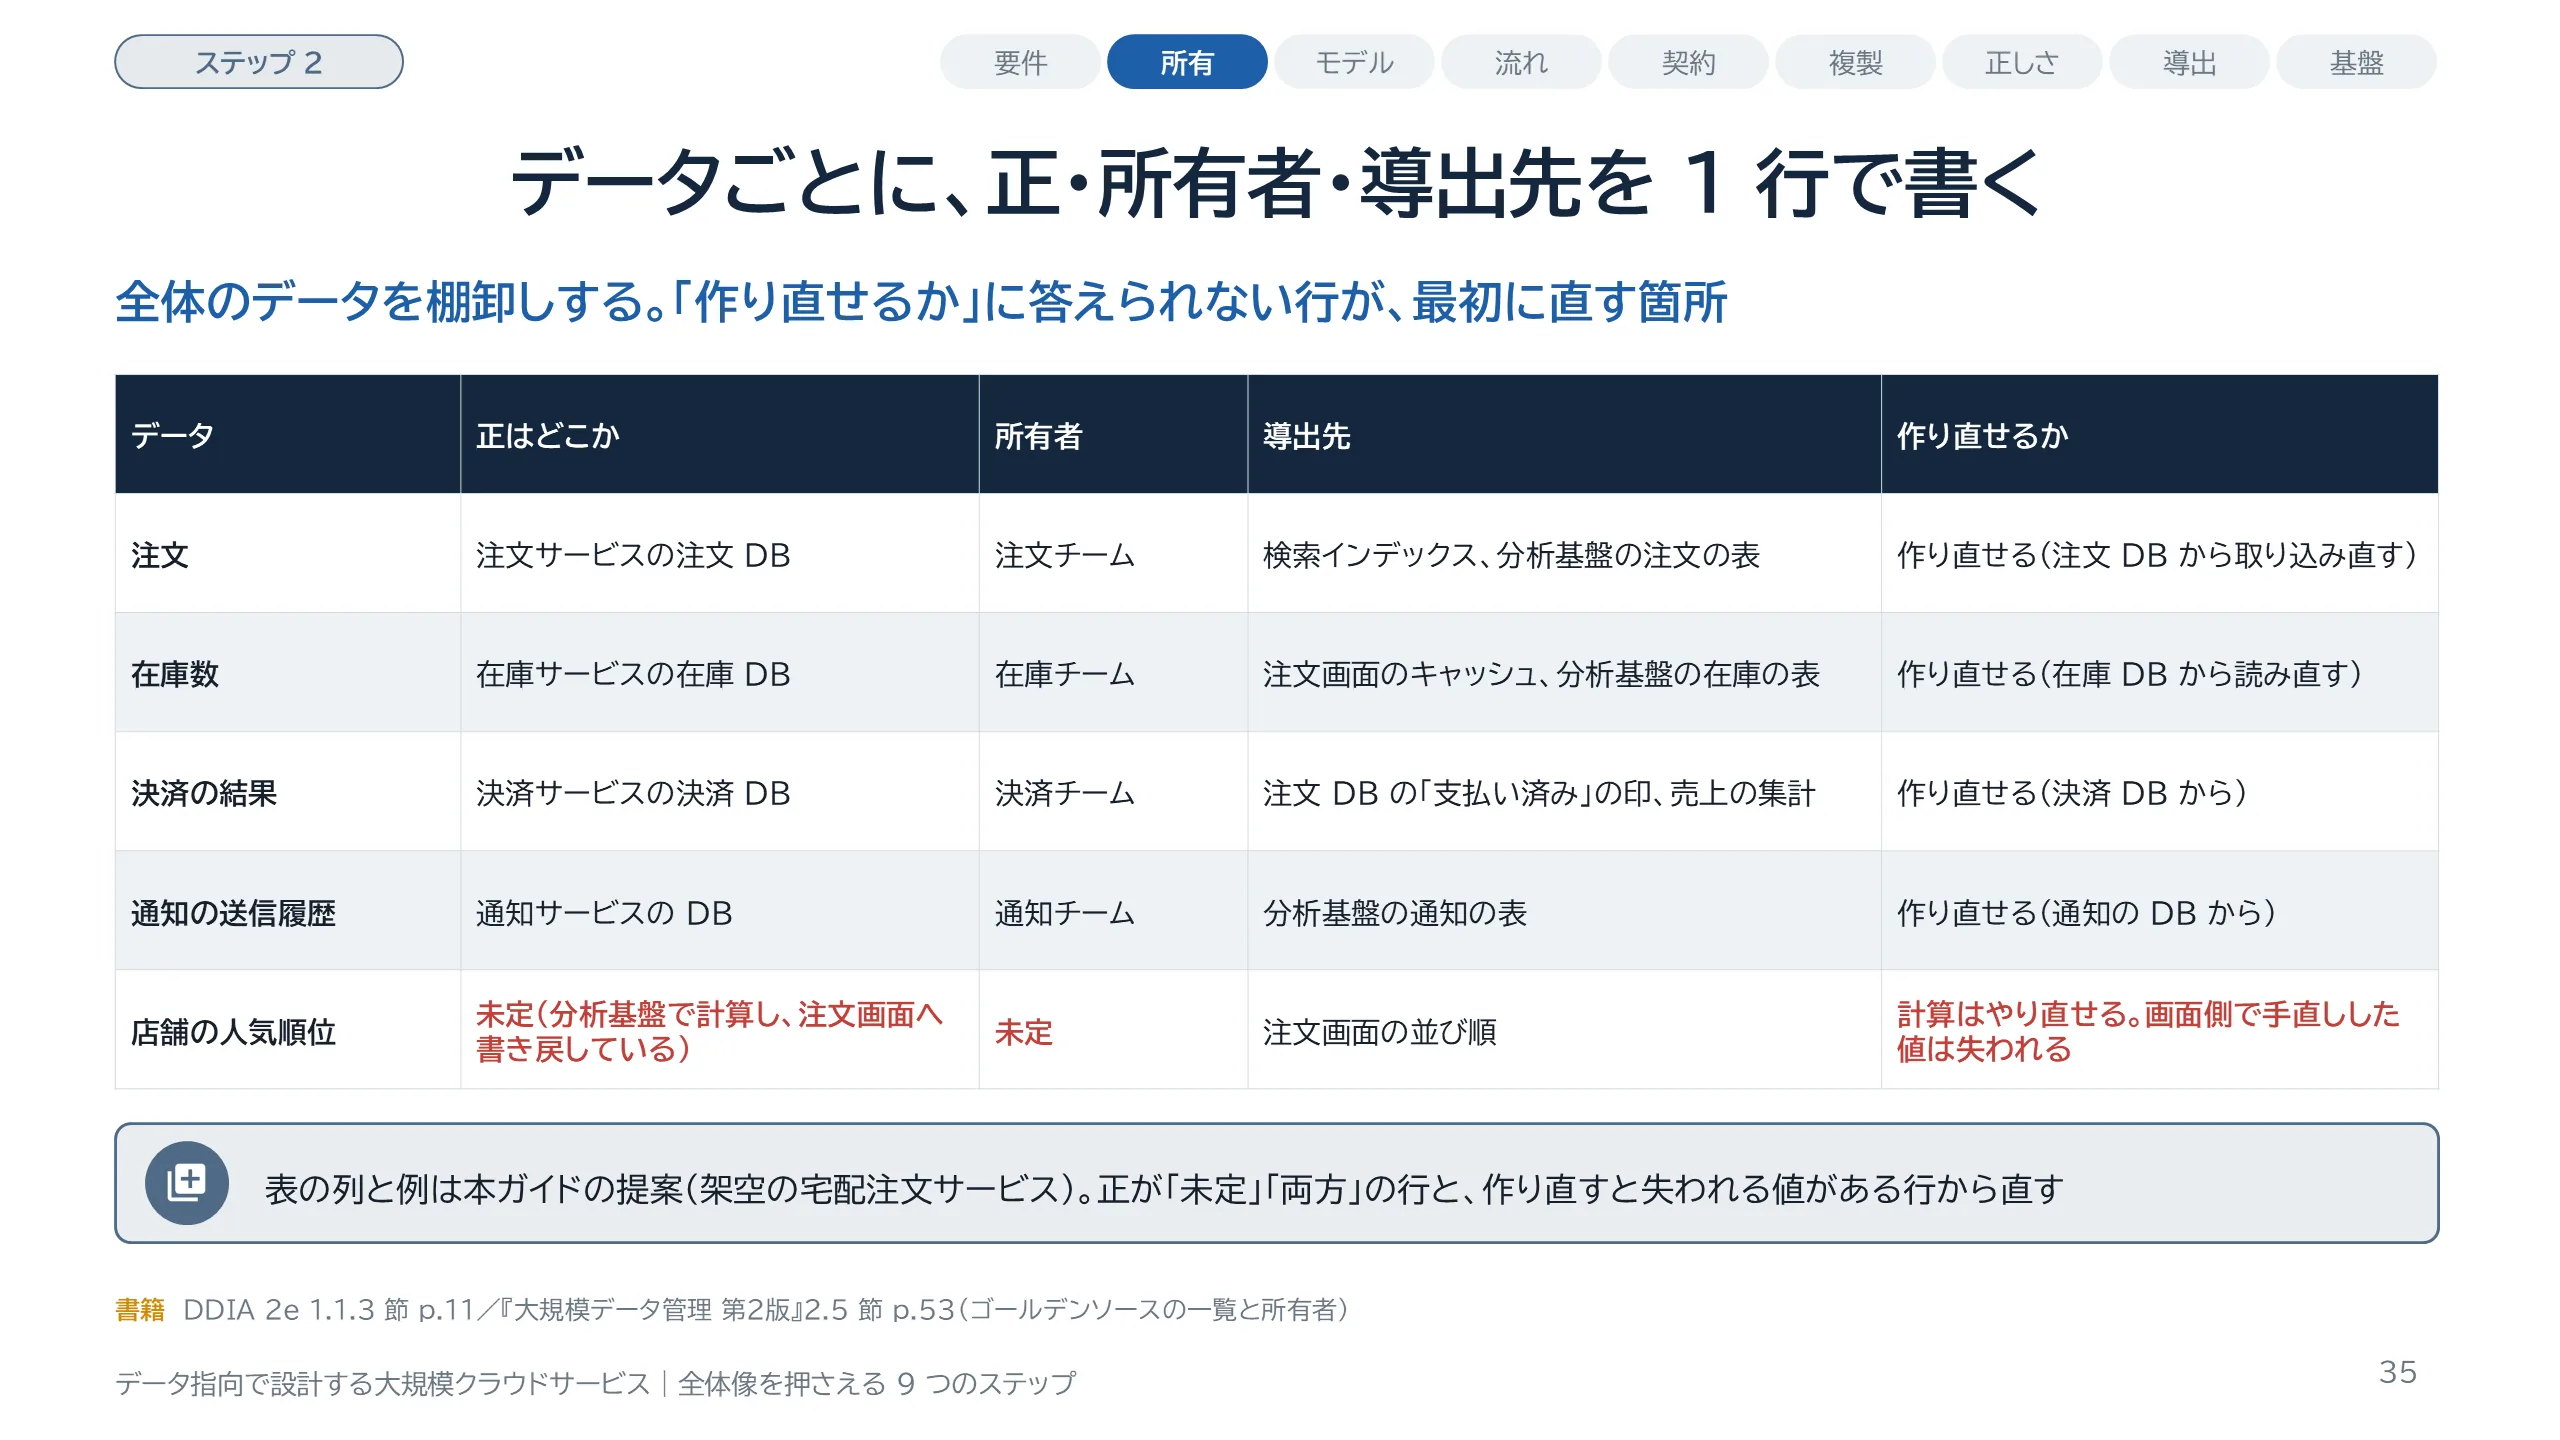 ステップ 2
要件 所有 モデル 流れ 契約 複製 正しさ 導出 基盤
データごとに、正・所有者・導出先を 1 行で書く
全体のデータを棚卸しする。「作り直せるか」に答えられない行が、最初に直す箇所
データ 正はどこか 所有者 導出先 作り直せるか
注文 注文サービスの注文 DB 注文チーム 検索インデックス、分析基盤の注文の表 作り直せる(注文 DB から取り込み直す)
在庫数 在庫サービスの在庫 DB 在庫チーム 注文画面のキャッシュ、分析基盤の在庫の表 作り直せる(在庫 DB から読み直す)
決済の結果 決済サービスの決済 DB 決済チーム 注文 DB の「支払い済み」の印、売上の集計 作り直せる(決済 DB から)
通知の送信履歴 通知サービスの DB 通知チーム 分析基盤の通知の表 作り直せる(通知の DB から)
店舗の人気順位
未定(分析基盤で計算し、注文画面へ
書き戻している)
未定
注文画面の並び順
計算はやり直せる。画面側で手直しした
値は失われる
表の列と例は本ガイドの提案(架空の宅配注文サービス)。正が「未定」「両方」の行と、作り直すと失われる値がある行から直す
書籍 DDIA 2e 1.1.3 節 p.11/『大規模データ管理 第2版』2.5 節 p.53(ゴールデンソースの一覧と所有者)
データ指向で設計する大規模クラウドサービス|全体像を押さえる 9 つのステップ
35